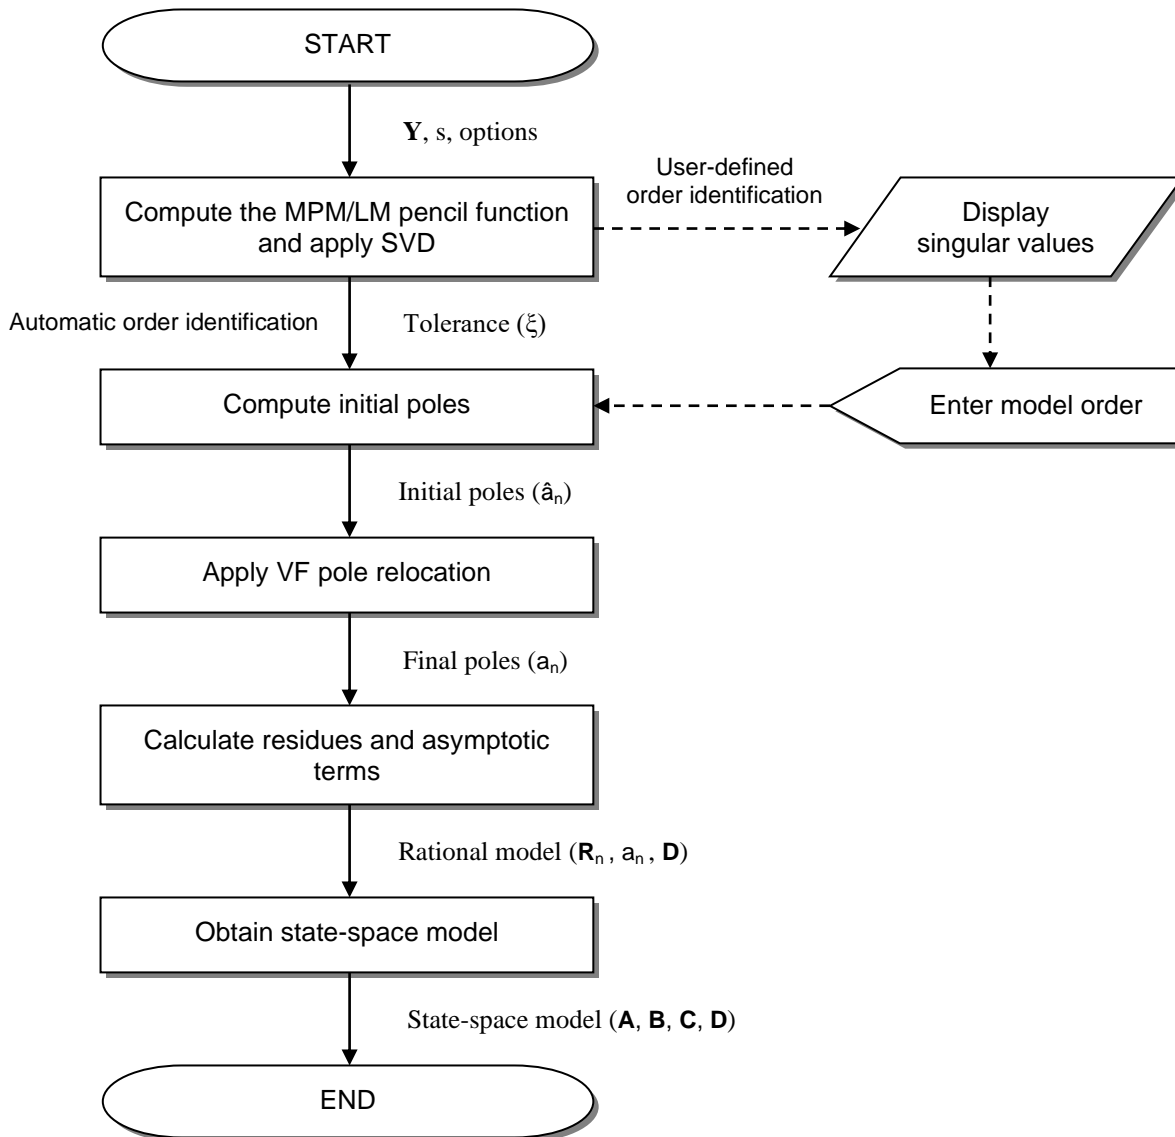 START
Y, s, options
User-defined
order identification
Compute the MPM/LM pencil function
and apply SVD
Display
singular values
Automatic order identification
Tolerance (ξ)
Compute initial poles
Enter model order
Initial poles (âₙ)
Apply VF pole relocation
Final poles (aₙ)
Calculate residues and asymptotic
terms
Rational model (Rₙ , aₙ , D)
Obtain state-space model
State-space model (A, B, C, D)
END